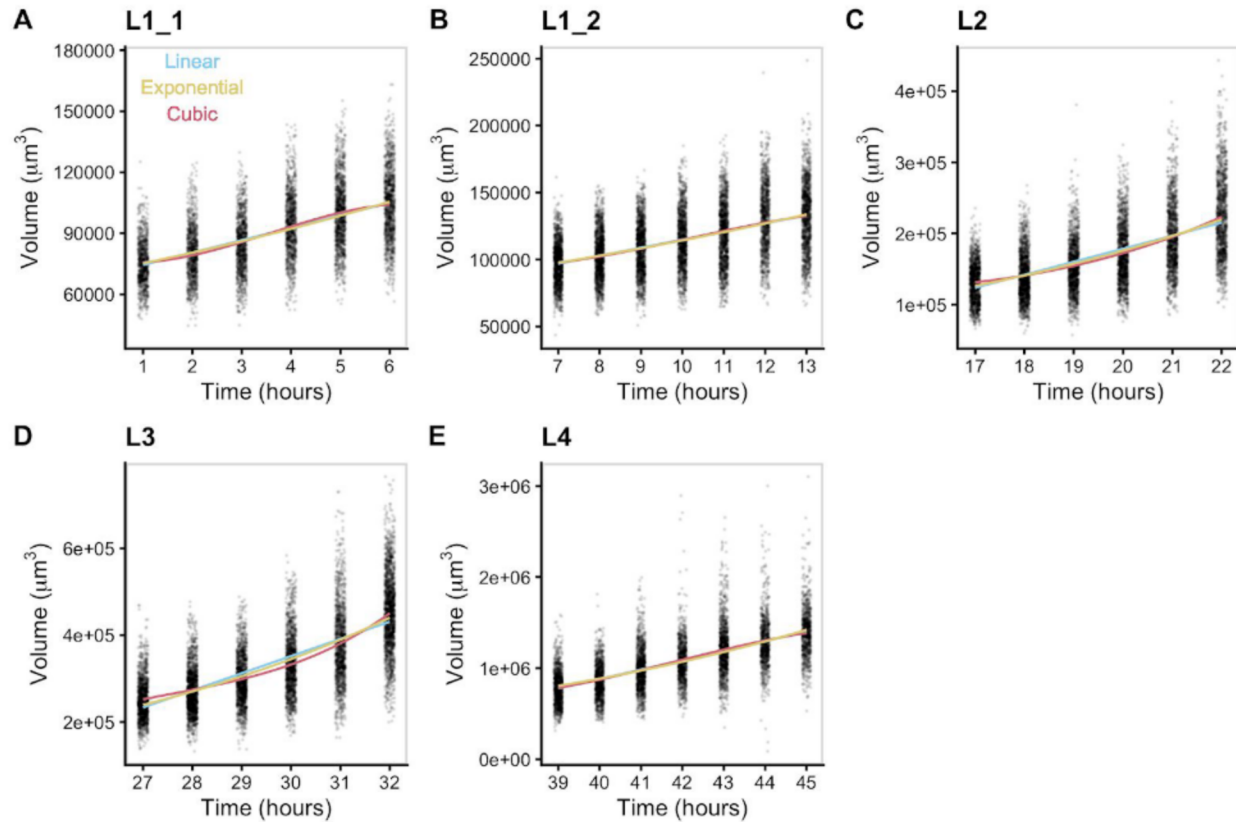 A L1_1
180000
150000
120000
90000
60000
Volume (μm³)
Linear
Exponential
Cubic
1 2 3 4 5 6
Time (hours)
B L1_2
250000
200000
150000
100000
50000
Volume (μm³)
7 8 9 10 11 12 13
Time (hours)
C L2
4e+05
3e+05
2e+05
1e+05
Volume (μm³)
17 18 19 20 21 22
Time (hours)
D L3
6e+05
4e+05
2e+05
Volume (μm³)
27 28 29 30 31 32
Time (hours)
E L4
3e+06
2e+06
1e+06
0e+00
Volume (μm³)
39 40 41 42 43 44 45
Time (hours)